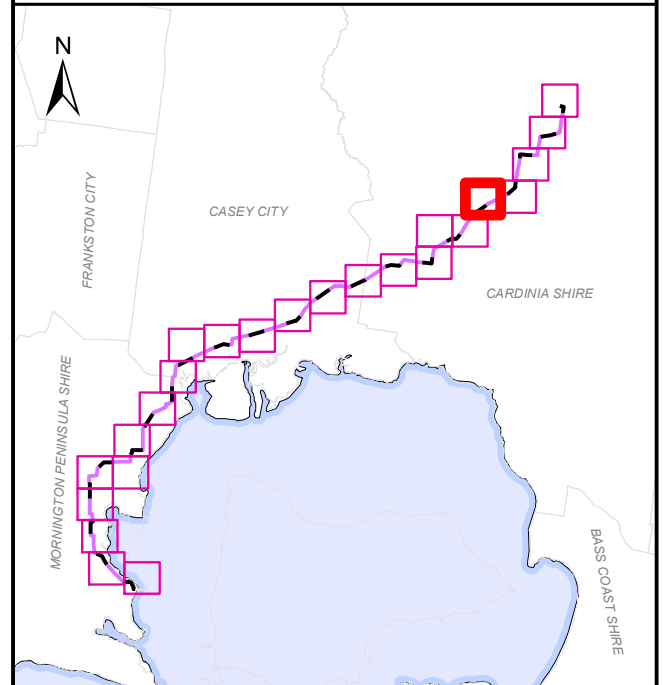 N
FRANKSTON CITY
CASEY CITY
CARDINIA SHIRE
MORNINGTON PENINSULA SHIRE
BASS COAST SHIRE